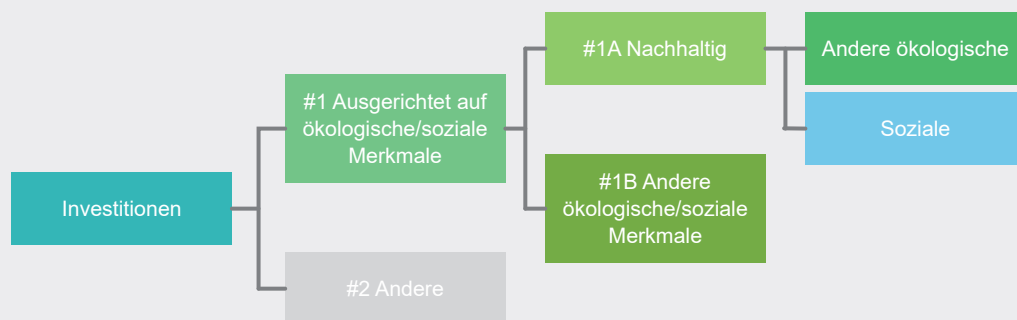 Investitionen
#1 Ausgerichtet auf
ökologische/soziale
Merkmale
#2 Andere
#1A Nachhaltig
#1B Andere
ökologische/soziale
Merkmale
Andere ökologische
Soziale